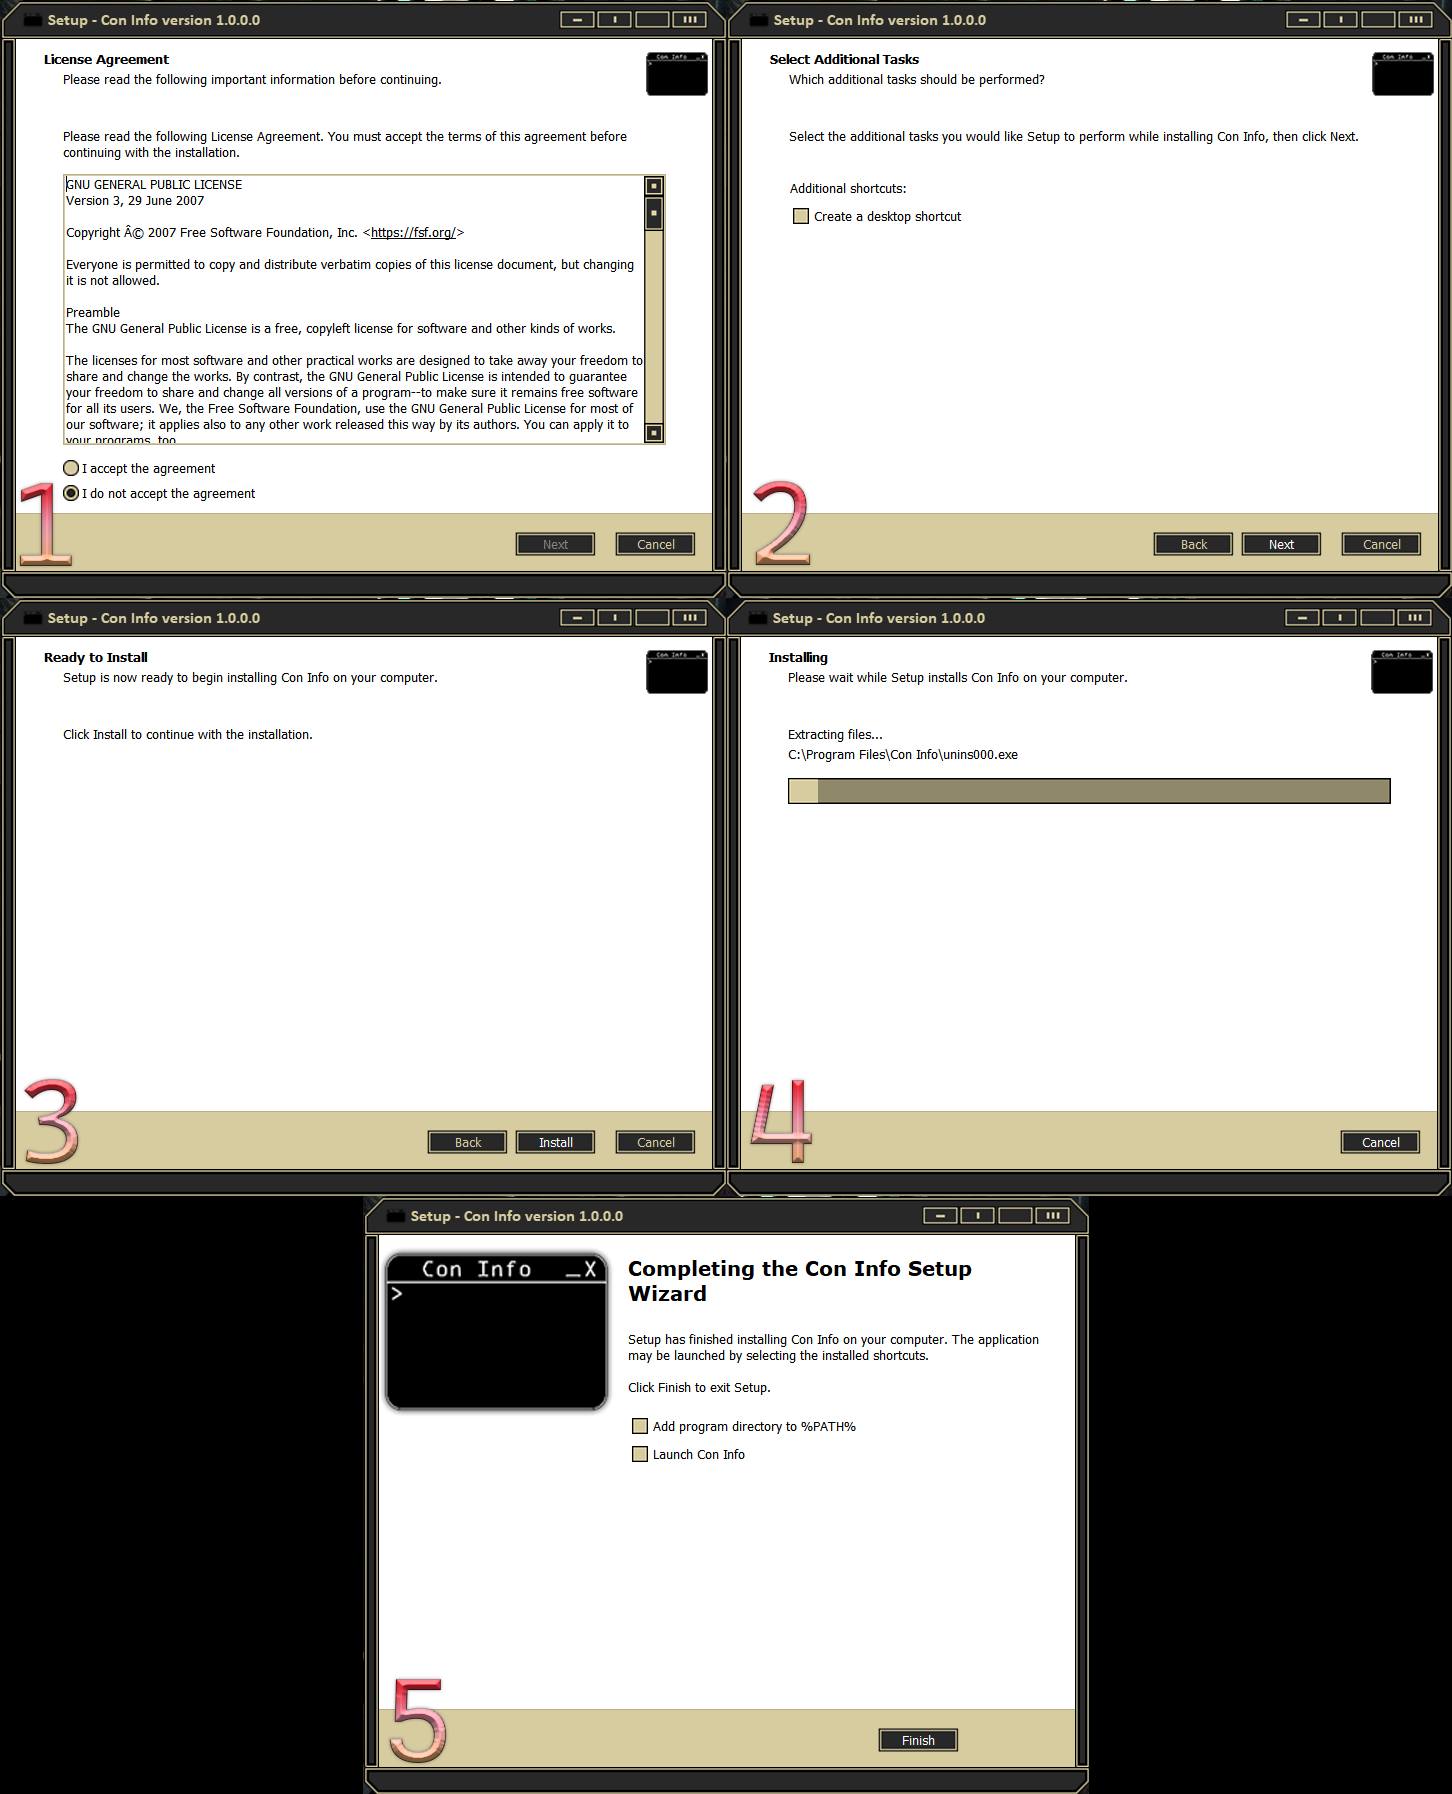 Setup - Con Info version 1.0.0.0
License Agreement
Please read the following important information before continuing.
Con Info _X
>
Please read the following License Agreement. You must accept the terms of this agreement before
continuing with the installation.
GNU GENERAL PUBLIC LICENSE
Version 3, 29 June 2007
Copyright Â© 2007 Free Software Foundation, Inc. <https://fsf.org/>
Everyone is permitted to copy and distribute verbatim copies of this license document, but changing
it is not allowed.
Preamble
The GNU General Public License is a free, copyleft license for software and other kinds of works.
The licenses for most software and other practical works are designed to take away your freedom to
share and change the works. By contrast, the GNU General Public License is intended to guarantee
your freedom to share and change all versions of a program--to make sure it remains free software
for all its users. We, the Free Software Foundation, use the GNU General Public License for most of
our software; it applies also to any other work released this way by its authors. You can apply it to
your programs, too.
I accept the agreement
I do not accept the agreement
1
Next
Cancel
Setup - Con Info version 1.0.0.0
Select Additional Tasks
Which additional tasks should be performed?
Con Info _X
>
Select the additional tasks you would like Setup to perform while installing Con Info, then click Next.
Additional shortcuts:
Create a desktop shortcut
2
Back
Next
Cancel
Setup - Con Info version 1.0.0.0
Ready to Install
Setup is now ready to begin installing Con Info on your computer.
Con Info _X
>
Click Install to continue with the installation.
3
Back
Install
Cancel
Setup - Con Info version 1.0.0.0
Installing
Please wait while Setup installs Con Info on your computer.
Con Info _X
>
Extracting files...
C:\Program Files\Con Info\unins000.exe
4
Cancel
Setup - Con Info version 1.0.0.0
Con Info _X
>
Completing the Con Info Setup
Wizard
Setup has finished installing Con Info on your computer. The application
may be launched by selecting the installed shortcuts.
Click Finish to exit Setup.
Add program directory to %PATH%
Launch Con Info
5
Finish